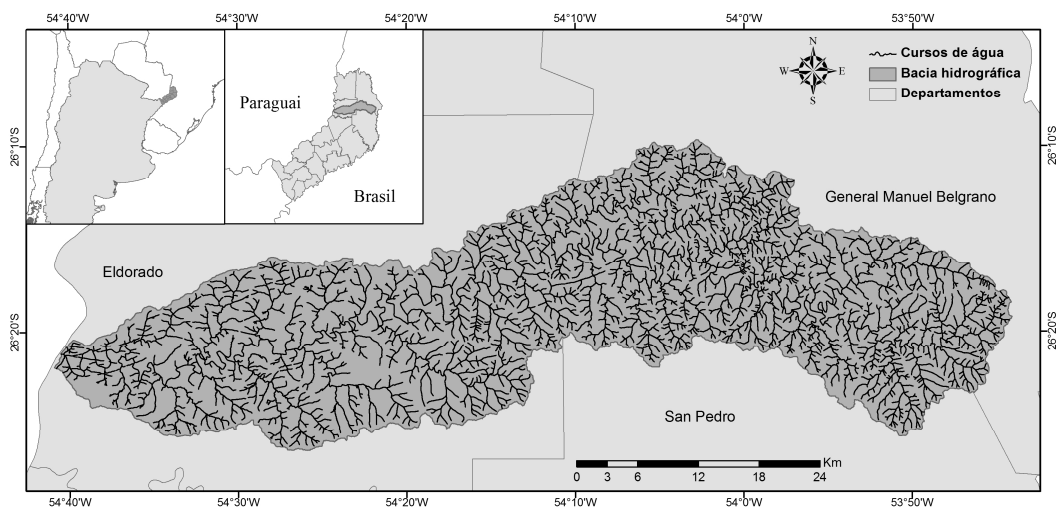 54°40'W 54°30'W 54°20'W 54°10'W 54°0'W 53°50'W
N
W E
S
Cursos de água
Bacia hidrográfica
Departamentos
Paraguai
Brasil
26°10'S 26°10'S
General Manuel Belgrano
Eldorado
26°20'S 26°20'S
San Pedro
Km
0 3 6 12 18 24
54°40'W 54°30'W 54°20'W 54°10'W 54°0'W 53°50'W